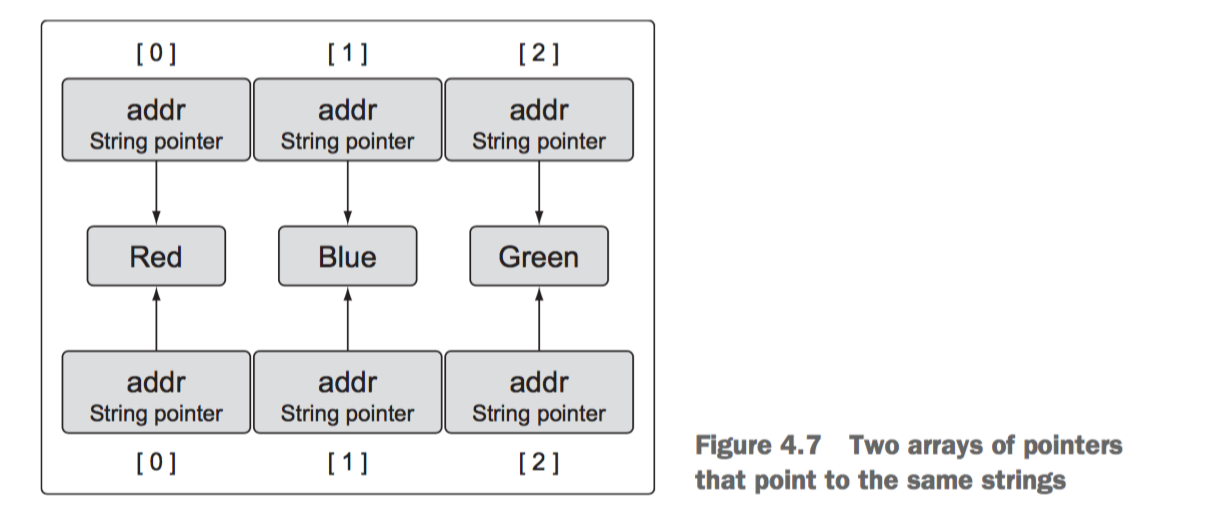 [0] [1] [2]
addr addr addr
String pointer String pointer String pointer
Red Blue Green
addr addr addr
String pointer String pointer String pointer
[0] [1] [2]
Figure 4.7 Two arrays of pointers
that point to the same strings